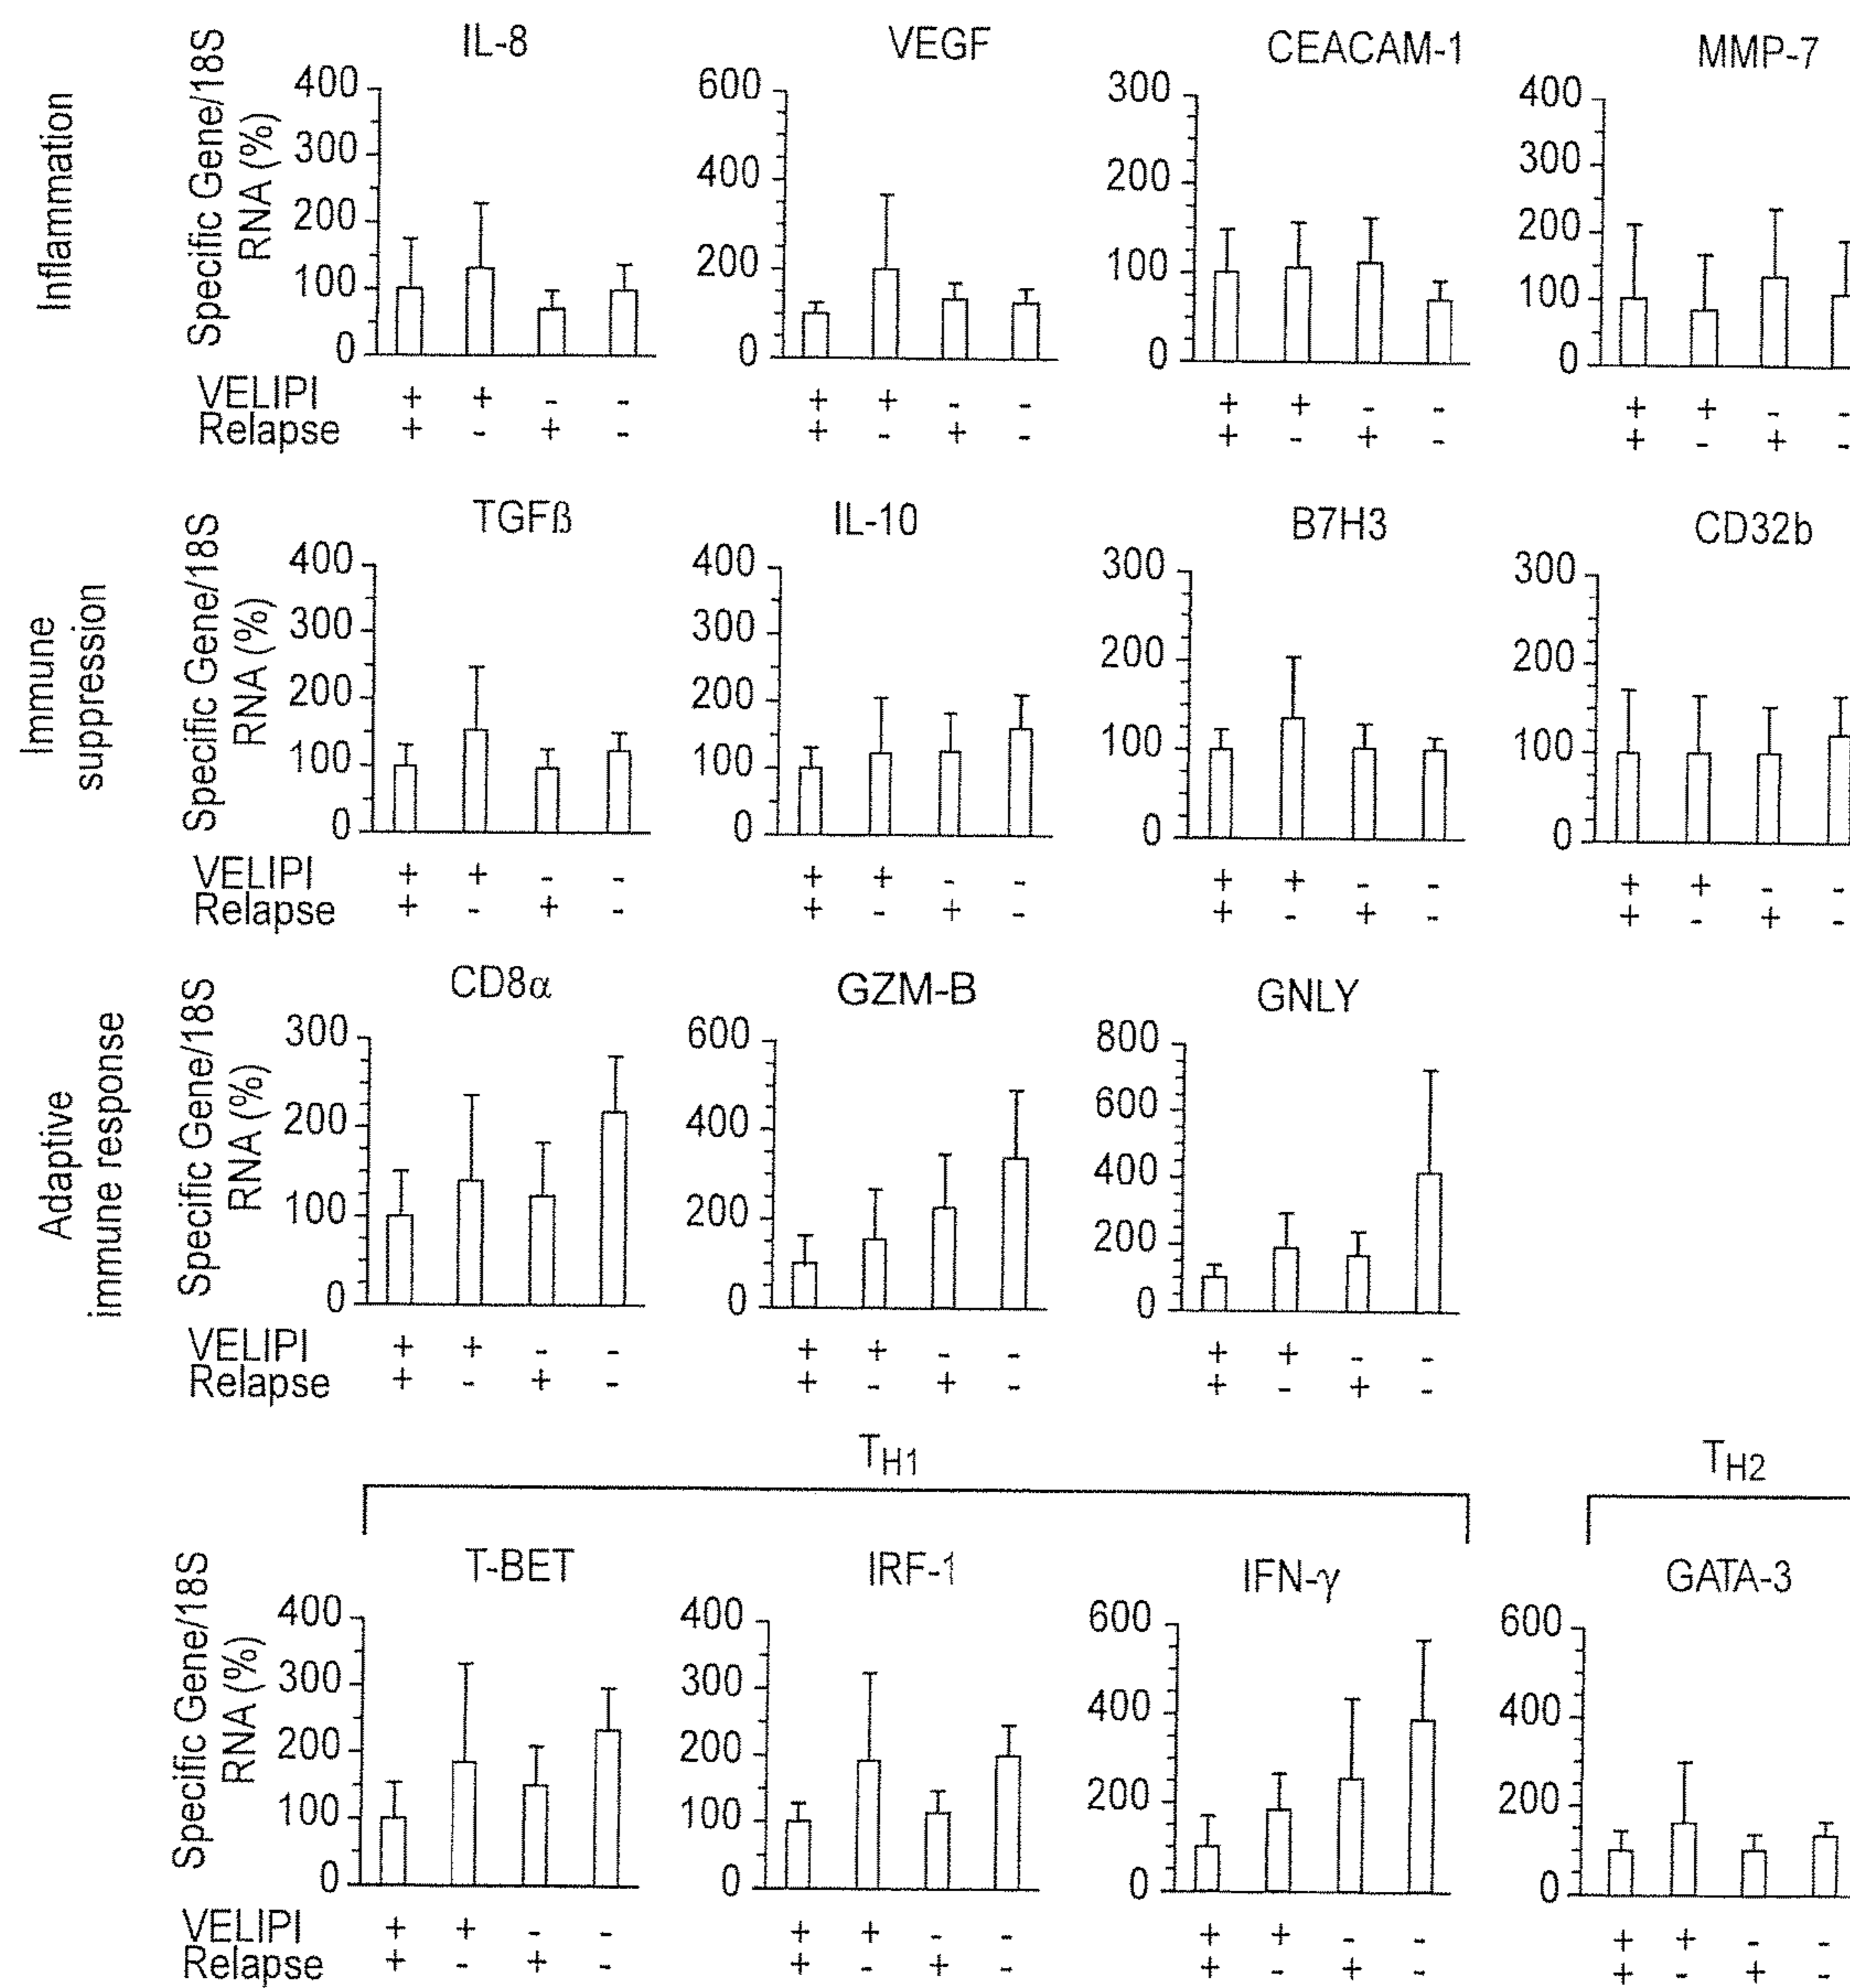 Inflammation
Specific Gene/18S
RNA (%)
IL-8
400
300
200
100
0
VEGF
600
400
200
0
CEACAM-1
300
200
100
0
MMP-7
400
300
200
100
0
VELIPI + + - - + + - - + + - - + + - -
Relapse + - + - + - + - + - + - + - + -
Immune
suppression
Specific Gene/18S
RNA (%)
TGFß
400
300
200
100
0
IL-10
400
300
200
100
0
B7H3
300
200
100
0
CD32b
300
200
100
0
VELIPI + + - - + + - - + + - - + + - -
Relapse + - + - + - + - + - + - + - + -
Adaptive
immune response
Specific Gene/18S
RNA (%)
CD8α
300
200
100
0
GZM-B
600
400
200
0
GNLY
800
600
400
200
0
VELIPI + + - - + + - - + + - -
Relapse + - + - + - + - + - + -
TH1
TH2
Specific Gene/18S
RNA (%)
T-BET
400
300
200
100
0
IRF-1
400
300
200
100
0
IFN-γ
600
400
200
0
GATA-3
600
400
200
0
VELIPI + + - - + + - - + + - - + + - -
Relapse + - + - + - + - + - + - + - + -